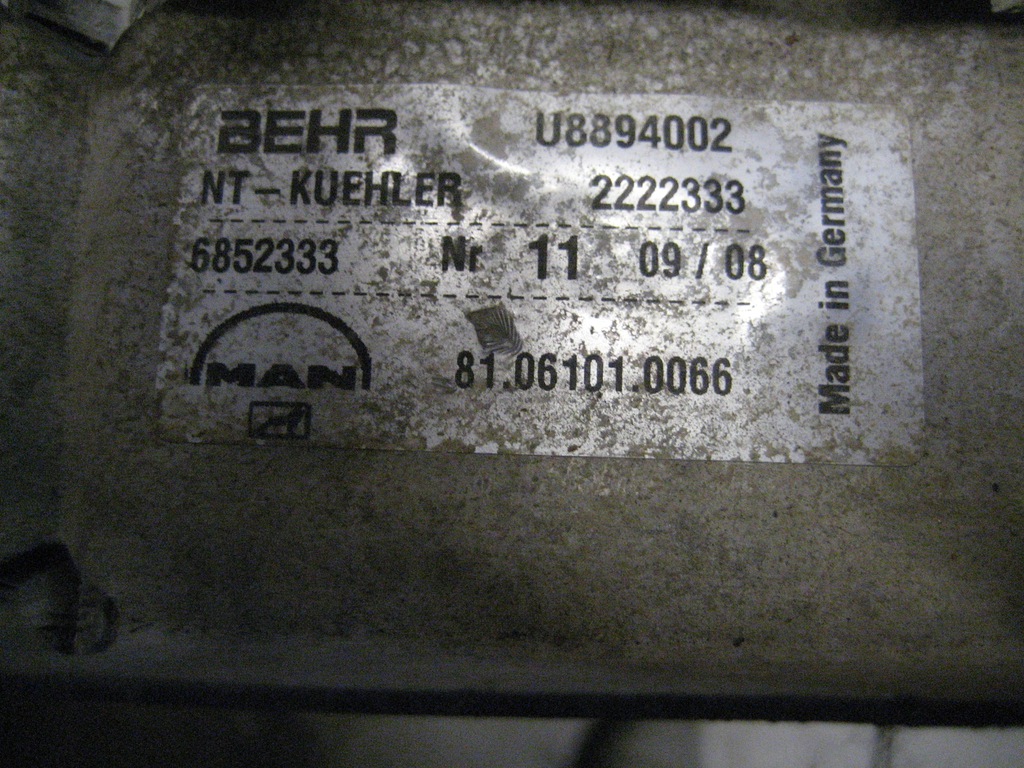 BEHR U8894002
NT-KUEHLER 2222333
6852333 Nr 11 09/08
MAN 81.06101.0066
Made in Germany